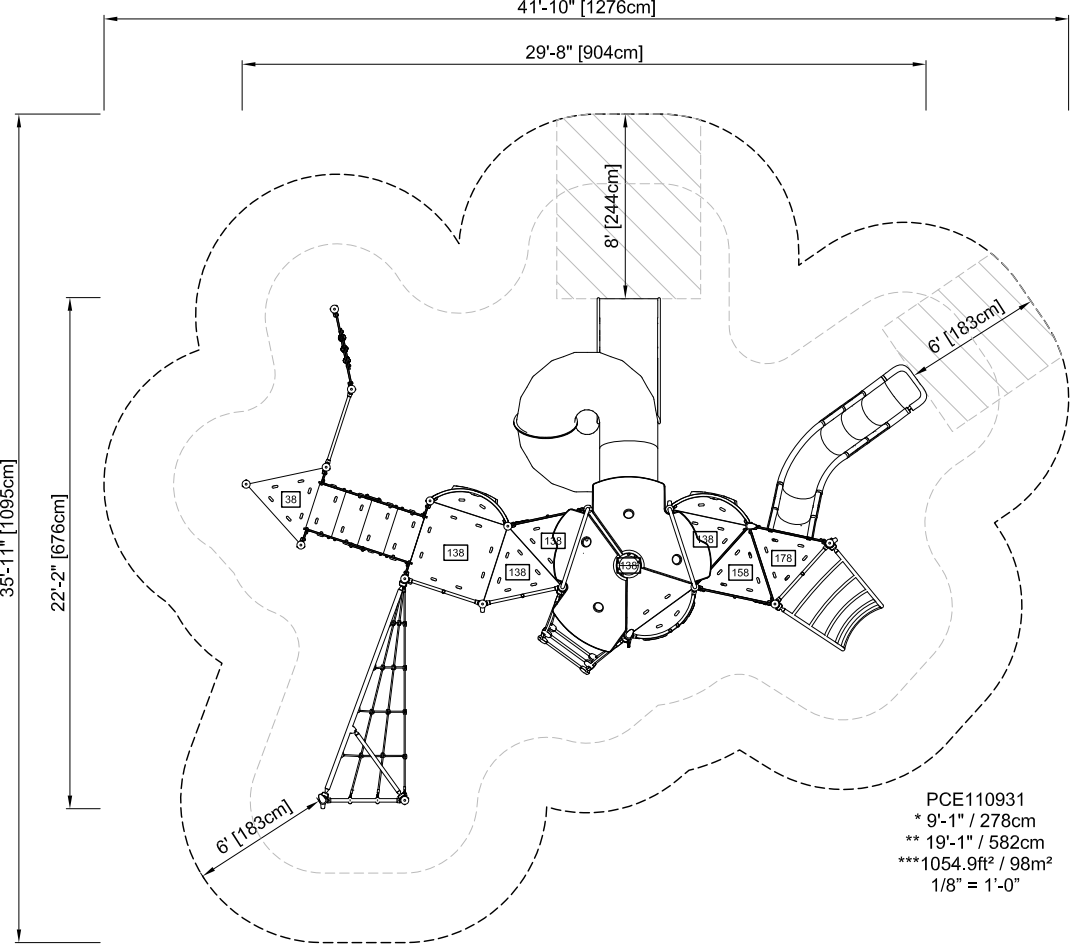 41'-10" [1276cm]
29'-8" [904cm]
8' [244cm]
6' [183cm]
35'-11" [1095cm]
22'-2" [676cm]
38
138
138
138
138
138
158
178
6' [183cm]
PCE110931
* 9'-1" / 278cm
** 19'-1" / 582cm
***1054.9ft² / 98m²
1/8” = 1’-0”